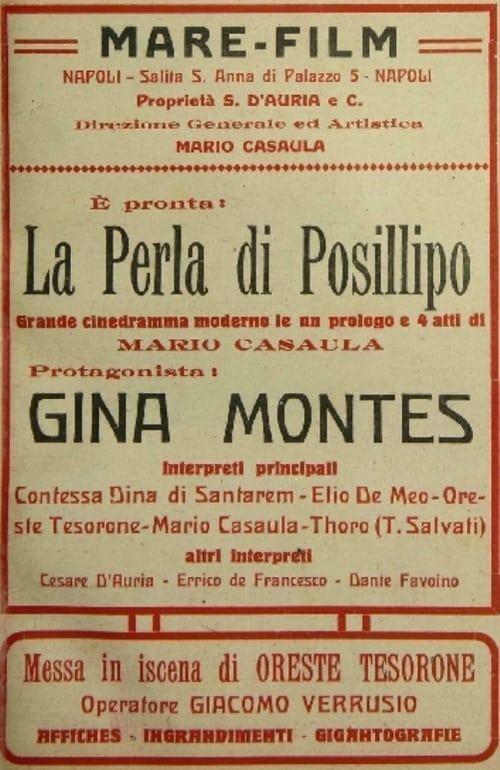 MARE-FILM
NAPOLI - Salita S. Anna di Palazzo 5 - NAPOLI
Proprietà S. D'AURIA e C.
Direzione Generale ed Artistica
MARIO CASAULA
È pronta:
La Perla di Posillipo
Grande cinedramma moderno ie un prologo e 4 atti di
MARIO CASAULA
Protagonista:
GINA MONTES
Interpreti principali
Contessa Dina di Santarem - Elio De Meo - Ore-
ste Tesorone - Mario Casaula - Thoro (T. Salvati)
altri interpreti
Cesare D'Auria - Errico de Francesco - Dante Favoino
Messa in iscena di ORESTE TESORONE
Operatore GIACOMO VERRUSIO
AFFICHES - INGRANDIMENTI - GIGANTOGRAFIE